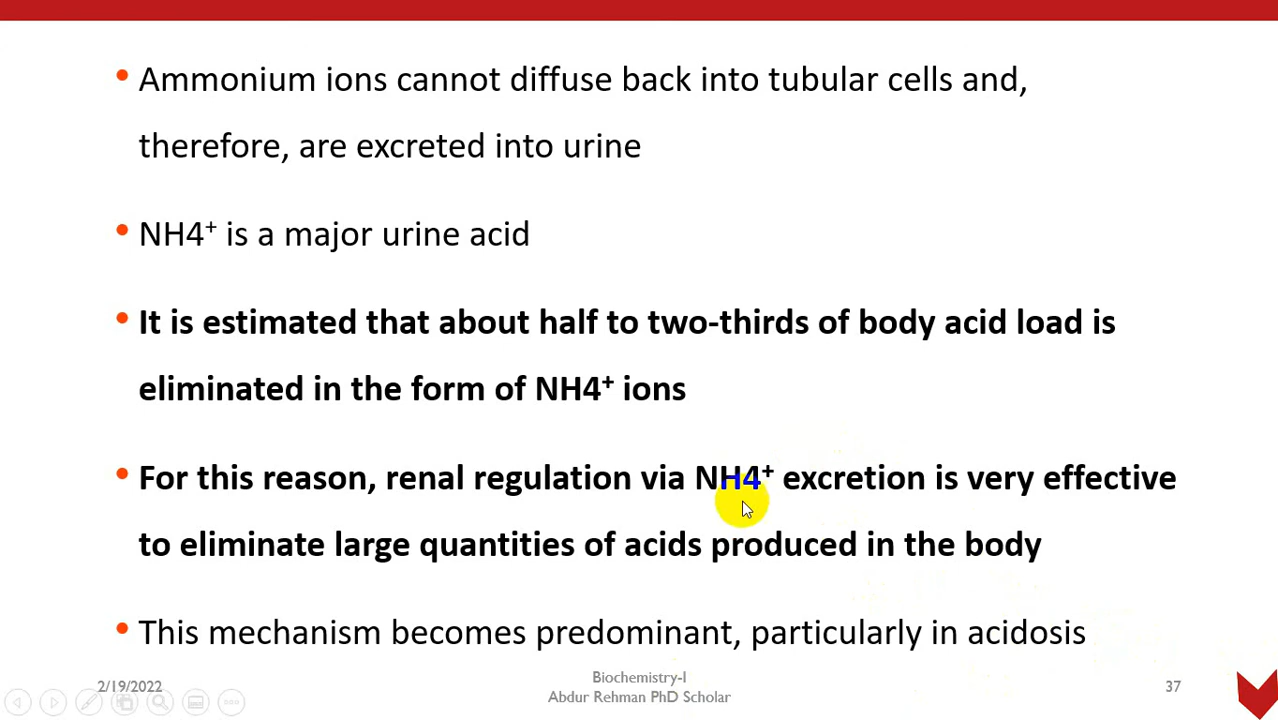 • Ammonium ions cannot diffuse back into tubular cells and,
therefore, are excreted into urine
• NH4⁺ is a major urine acid
• It is estimated that about half to two-thirds of body acid load is
eliminated in the form of NH4⁺ ions
• For this reason, renal regulation via NH4⁺ excretion is very effective
to eliminate large quantities of acids produced in the body
• This mechanism becomes predominant, particularly in acidosis
2/19/2022
Biochemistry-I
Abdur Rehman PhD Scholar
37